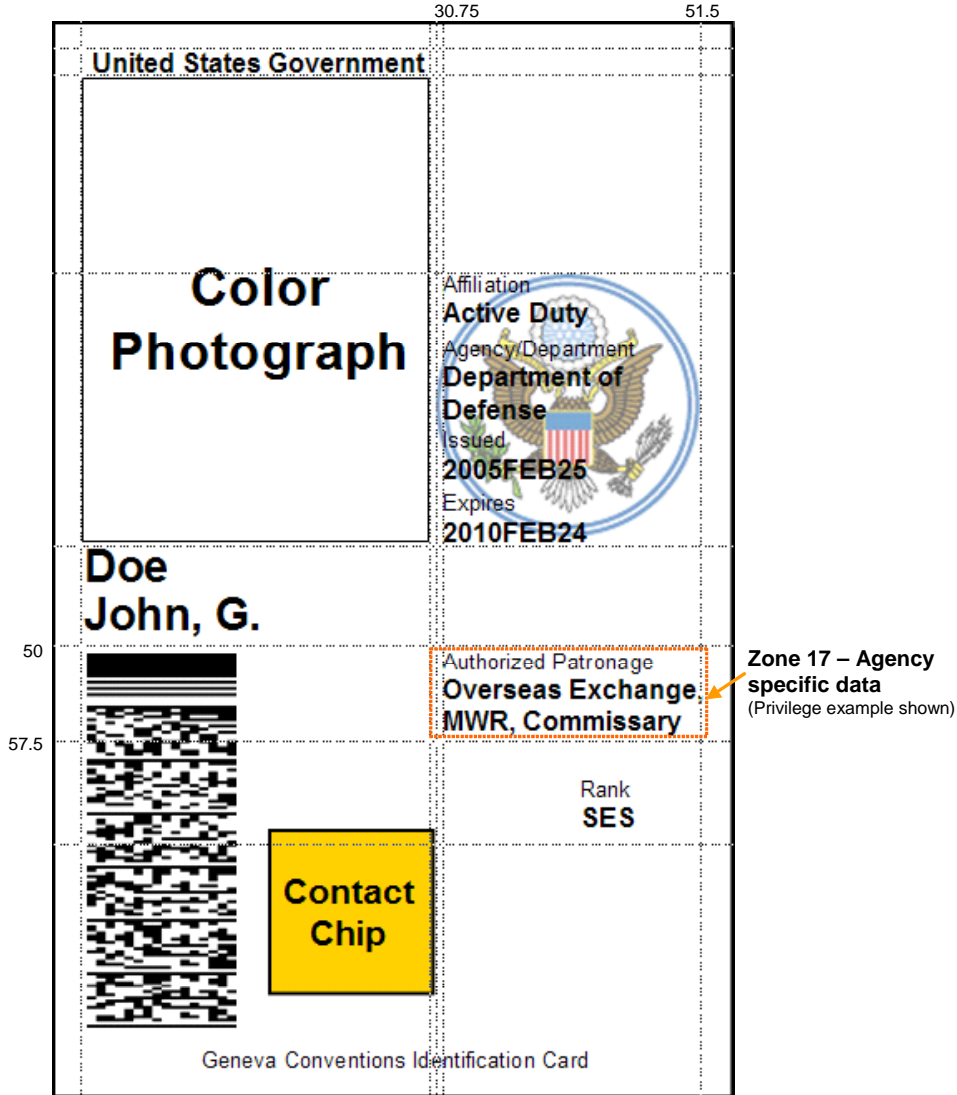 30.75 51.5
United States Government
Color
Photograph
Affiliation
Active Duty
Agency/Department
Department of
Defense
Issued
2005FEB25
Expires
2010FEB24
Doe
John, G.
50
Authorized Patronage
Overseas Exchange,
MWR, Commissary
Zone 17 – Agency
specific data
(Privilege example shown)
57.5
Rank
SES
Contact
Chip
Geneva Conventions Identification Card